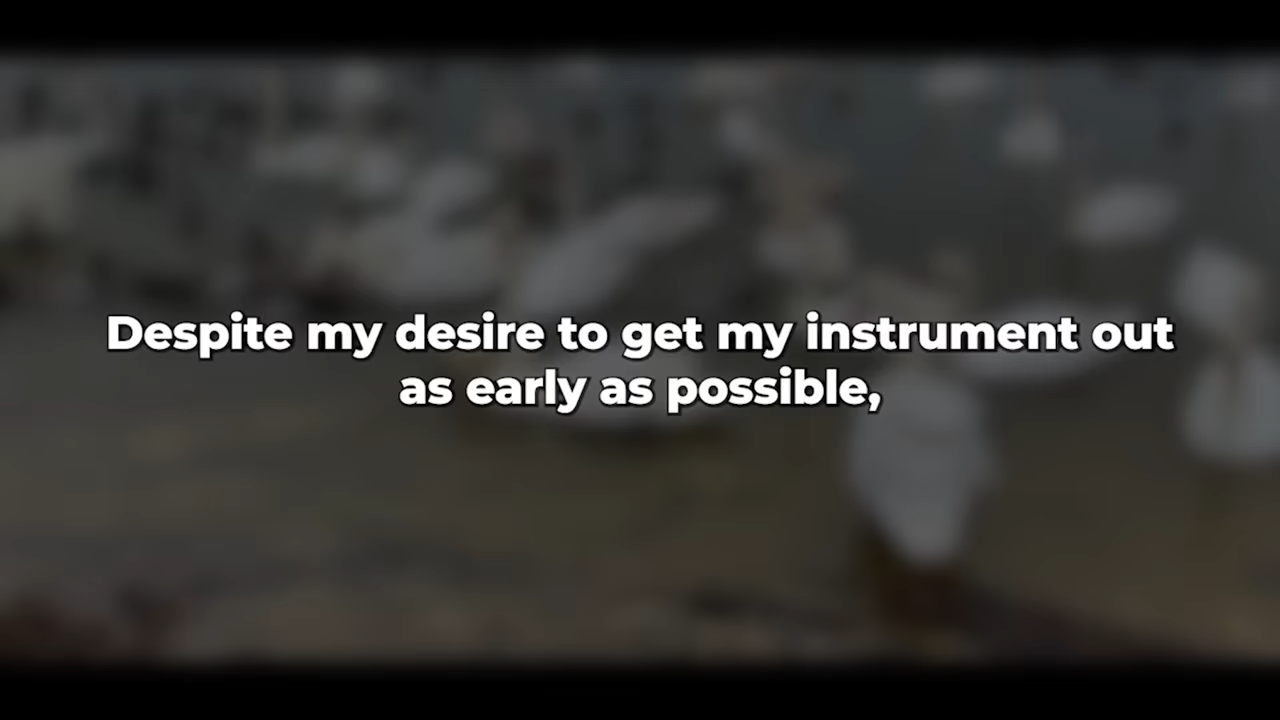 Despite my desire to get my instrument out
as early as possible,